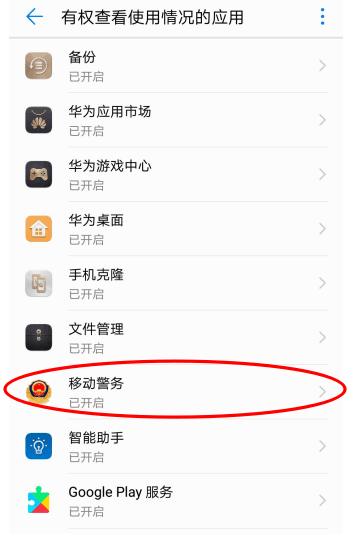 有权查看使用情况的应用
备份
已开启
华为应用市场
已开启
华为游戏中心
已开启
华为桌面
已开启
手机克隆
已开启
文件管理
已开启
移动警务
已开启
智能助手
已开启
Google Play 服务
已开启